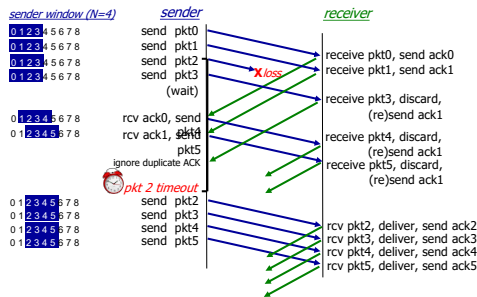 sender window (N=4) sender receiver
0 1 2 3 4 5 6 7 8 send pkt0
0 1 2 3 4 5 6 7 8 send pkt1
0 1 2 3 4 5 6 7 8 send pkt2
0 1 2 3 4 5 6 7 8 send pkt3
(wait)
X loss
receive pkt0, send ack0
receive pkt1, send ack1
receive pkt3, discard,
(re)send ack1
0 1 2 3 4 5 6 7 8 rcv ack0, send
pkt4
0 1 2 3 4 5 6 7 8 rcv ack1, send
pkt5
ignore duplicate ACK
receive pkt4, discard,
(re)send ack1
receive pkt5, discard,
(re)send ack1
pkt 2 timeout
0 1 2 3 4 5 6 7 8 send pkt2
0 1 2 3 4 5 6 7 8 send pkt3
0 1 2 3 4 5 6 7 8 send pkt4
0 1 2 3 4 5 6 7 8 send pkt5
rcv pkt2, deliver, send ack2
rcv pkt3, deliver, send ack3
rcv pkt4, deliver, send ack4
rcv pkt5, deliver, send ack5